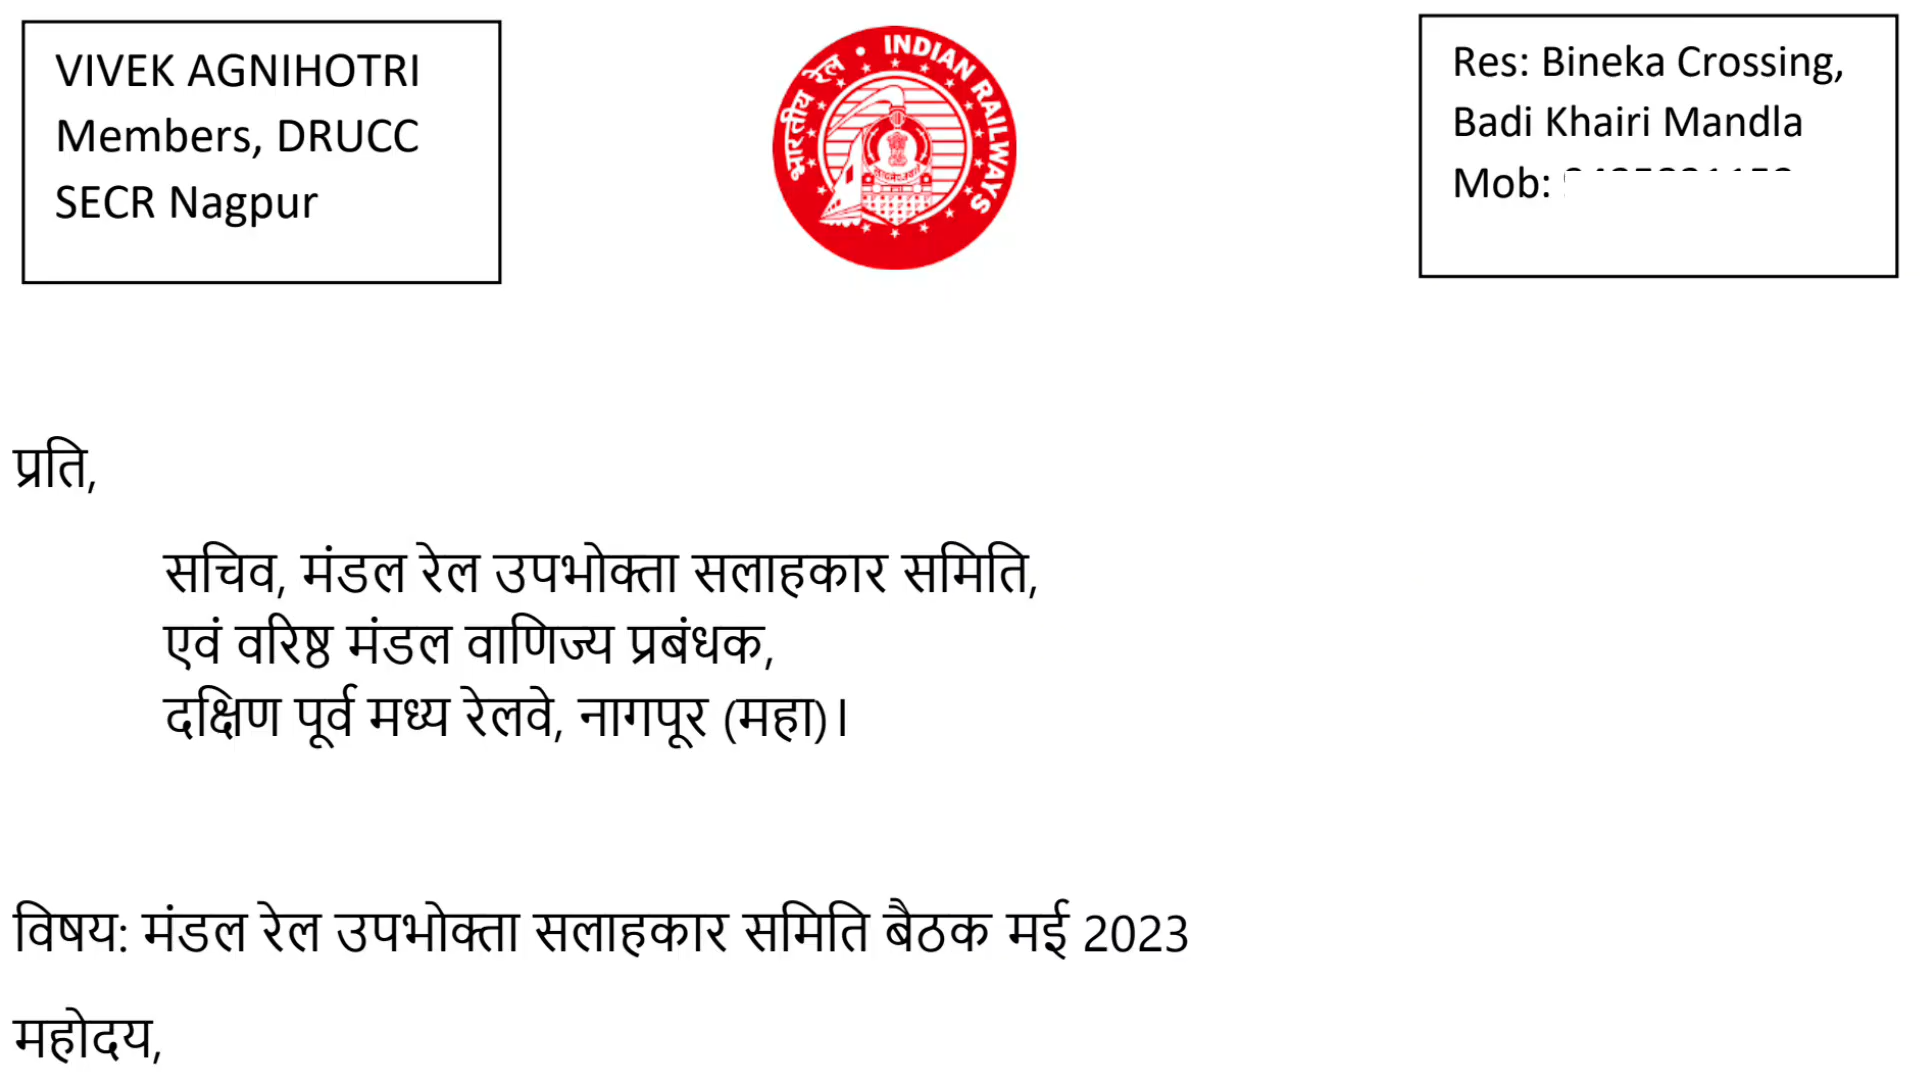 VIVEK AGNIHOTRI
Members, DRUCC
SECR Nagpur
भारतीय रेल • INDIAN RAILWAYS
Res: Bineka Crossing,
Badi Khairi Mandla
Mob:
प्रति,
सचिव, मंडल रेल उपभोक्ता सलाहकार समिति,
एवं वरिष्ठ मंडल वाणिज्य प्रबंधक,
दक्षिण पूर्व मध्य रेलवे, नागपूर (महा)।
विषय: मंडल रेल उपभोक्ता सलाहकार समिति बैठक मई 2023
महोदय,